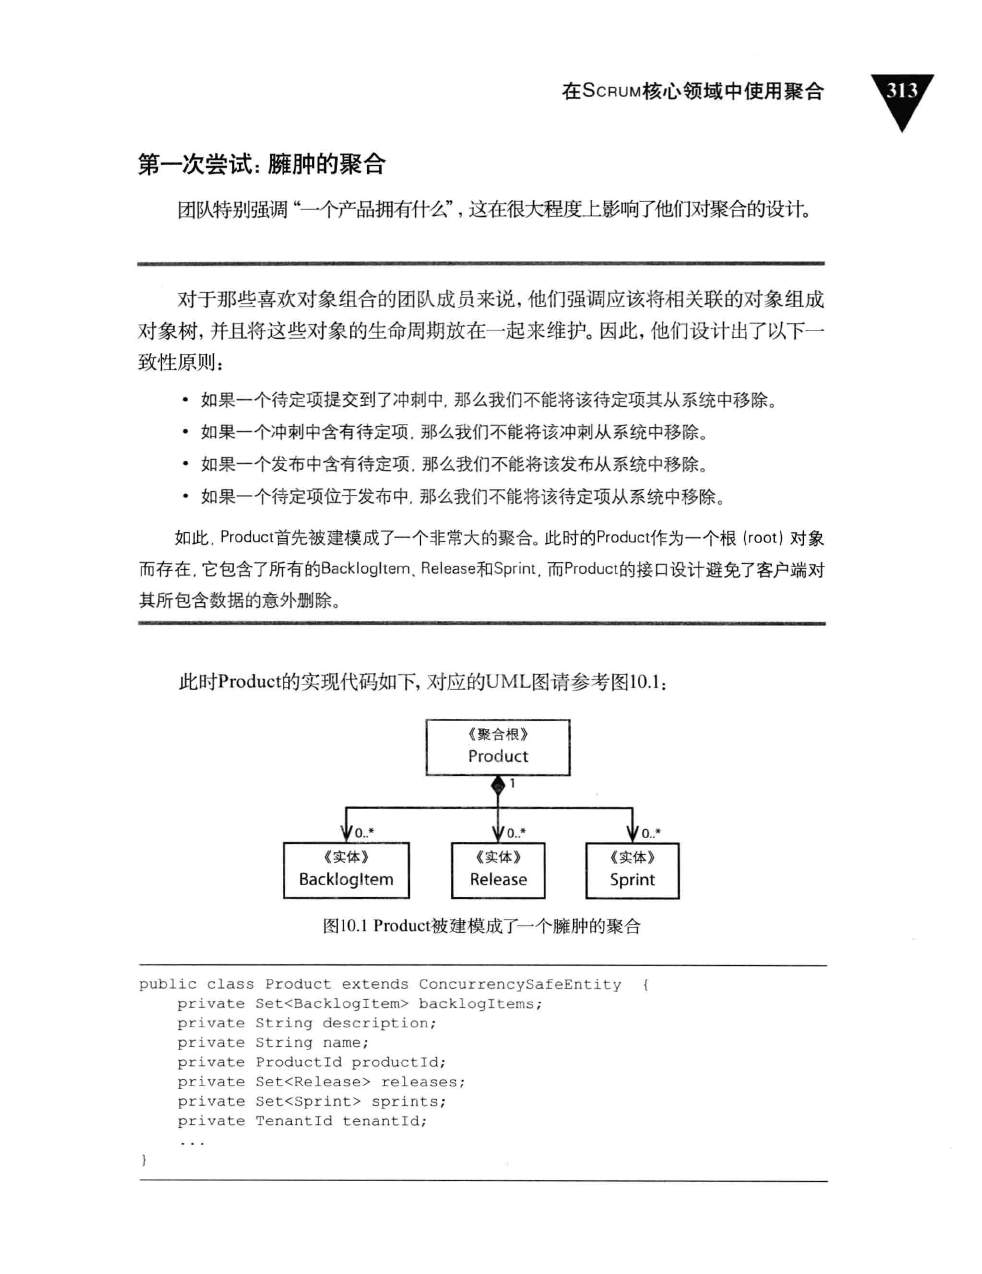 在SCRUM核心领域中使用聚合
313
第一次尝试：臃肿的聚合
团队特别强调“一个产品拥有什么”，这在很大程度上影响了他们对聚合的设计。
对于那些喜欢对象组合的团队成员来说，他们强调应该将相关联的对象组成
对象树，并且将这些对象的生命周期放在一起来维护。因此，他们设计出了以下一
致性原则：
• 如果一个待定项提交到了冲刺中，那么我们不能将该待定项其从系统中移除。
• 如果一个冲刺中含有待定项，那么我们不能将该冲刺从系统中移除。
• 如果一个发布中含有待定项，那么我们不能将该发布从系统中移除。
• 如果一个待定项位于发布中，那么我们不能将该待定项从系统中移除。
如此，Product首先被建模成了一个非常大的聚合。此时的Product作为一个根（root）对象
而存在，它包含了所有的BacklogItem、Release和Sprint，而Product的接口设计避免了客户端对
其所包含数据的意外删除。
此时Product的实现代码如下，对应的UML图请参考图10.1：
《聚合根》
Product
1
0..* 0..* 0..*
《实体》 《实体》 《实体》
BacklogItem Release Sprint
图10.1 Product被建模成了一个臃肿的聚合
public class Product extends ConcurrencySafeEntity {
    private Set<BacklogItem> backlogItems;
    private String description;
    private String name;
    private ProductId productId;
    private Set<Release> releases;
    private Set<Sprint> sprints;
    private TenantId tenantId;
    ...
}